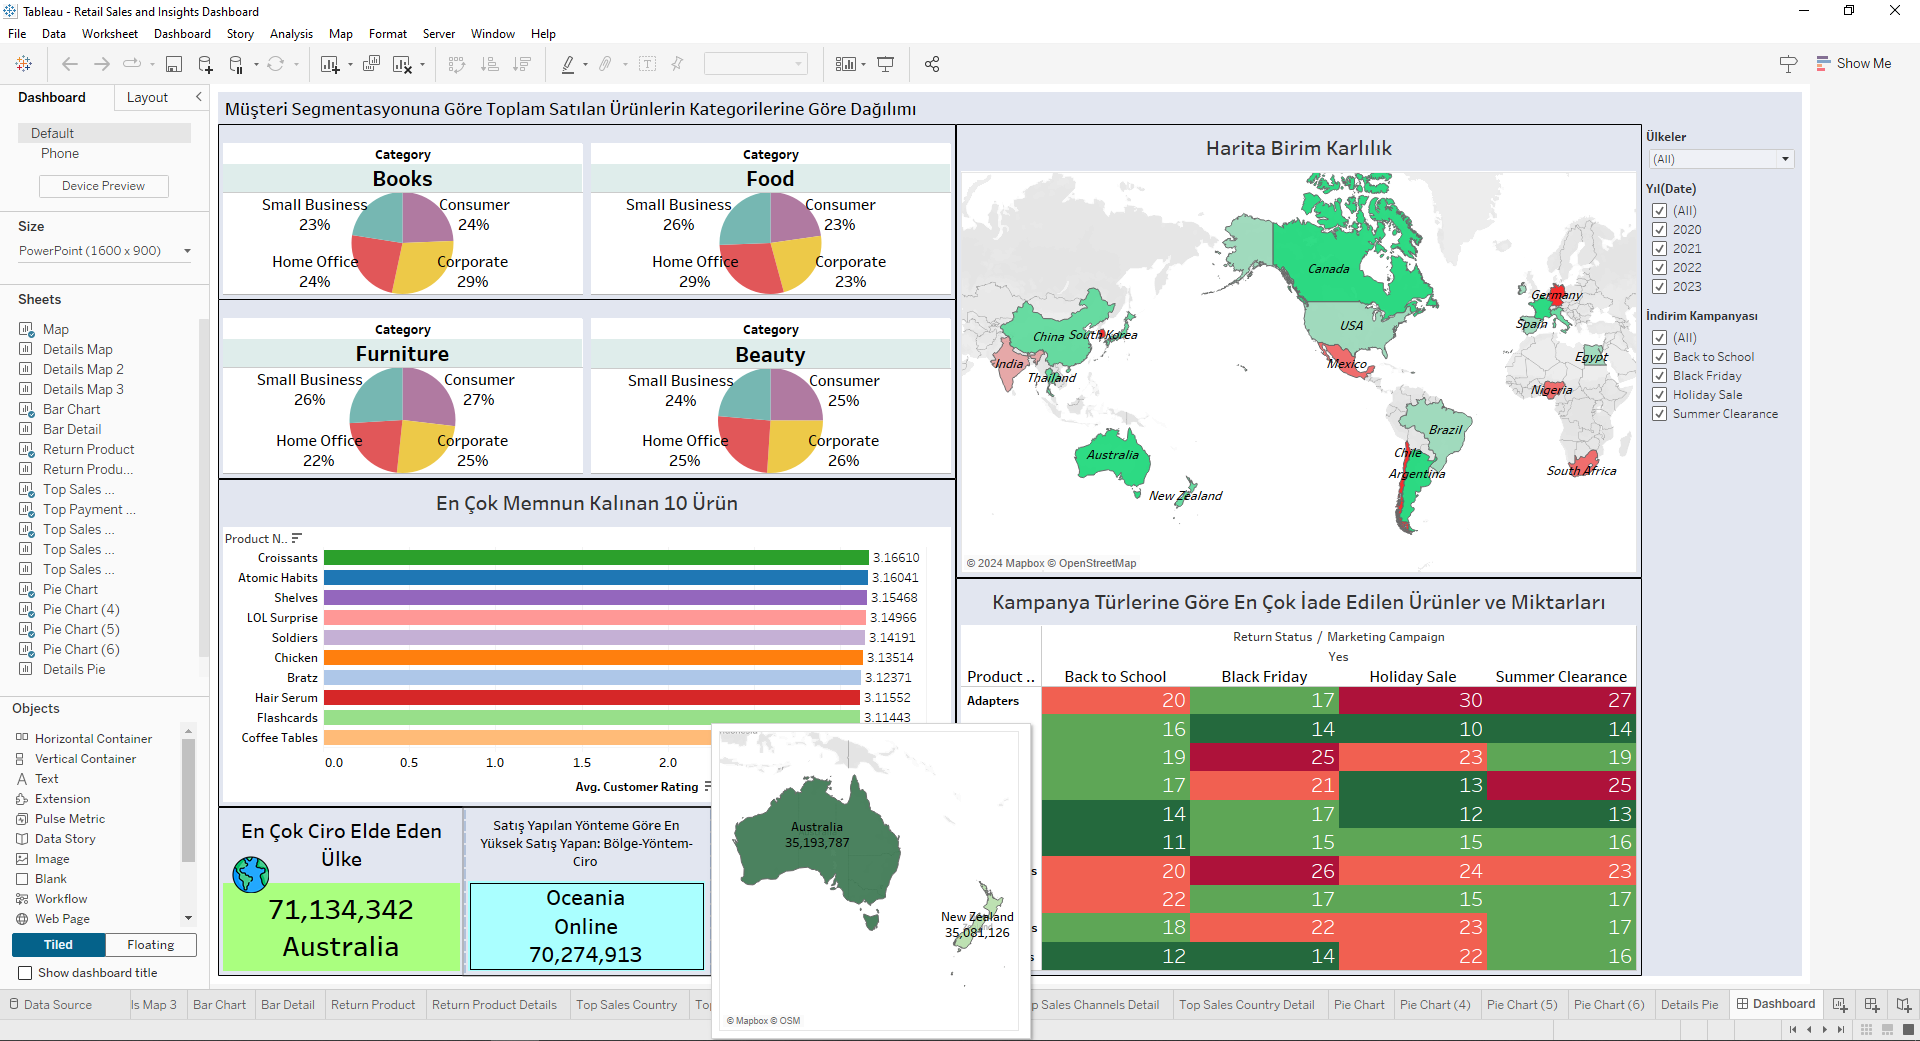 Tableau - Retail Sales and Insights Dashboard
File Data Worksheet Dashboard Story Analysis Map Format Server Window Help
Show Me
Dashboard
Layout
Default
Phone
Device Preview
Size
PowerPoint (1600 x 900)
Sheets
Map
Details Map
Details Map 2
Details Map 3
Bar Chart
Bar Detail
Return Product
Return Produ...
Top Sales ...
Top Payment ...
Top Sales ...
Top Sales ...
Top Sales ...
Pie Chart
Pie Chart (4)
Pie Chart (5)
Pie Chart (6)
Details Pie
Objects
Horizontal Container
Vertical Container
Text
Extension
Pulse Metric
Data Story
Image
Blank
Workflow
Web Page
Tiled Floating
Show dashboard title
Müşteri Segmentasyonuna Göre Toplam Satılan Ürünlerin Kategorilerine Göre Dağılımı
Category
Books
Small Business
23%
Consumer
24%
Home Office
24%
Corporate
29%
Category
Food
Small Business
26%
Consumer
23%
Home Office
29%
Corporate
23%
Category
Furniture
Small Business
26%
Consumer
27%
Home Office
22%
Corporate
25%
Category
Beauty
Small Business
24%
Consumer
25%
Home Office
25%
Corporate
26%
En Çok Memnun Kalınan 10 Ürün
Product N..
Croissants 3.16610
Atomic Habits 3.16041
Shelves 3.15468
LOL Surprise 3.14966
Soldiers 3.14191
Chicken 3.13514
Bratz 3.12371
Hair Serum 3.11552
Flashcards 3.11443
Coffee Tables
0.0 0.5 1.0 1.5 2.0
Avg. Customer Rating
En Çok Ciro Elde Eden
Ülke
71,134,342
Australia
Satış Yapılan Yönteme Göre En
Yüksek Satış Yapan: Bölge-Yöntem-
Ciro
Oceania
Online
70,274,913
Australia
35,193,787
New Zealand
35,081,126
© Mapbox © OSM
Harita Birim Karlılık
Canada
Germany
USA
Spain
China
South Korea
India
Thailand
Mexico
Egypt
Nigeria
Brazil
Chile
Argentina
Australia
New Zealand
South Africa
© 2024 Mapbox © OpenStreetMap
Kampanya Türlerine Göre En Çok İade Edilen Ürünler ve Miktarları
Return Status / Marketing Campaign
Yes
Product .. Back to School Black Friday Holiday Sale Summer Clearance
Adapters 20 17 30 27
16 14 10 14
19 25 23 19
17 21 13 25
14 17 12 13
11 15 15 16
s 20 26 24 23
22 17 15 17
s 18 22 23 17
s 12 14 22 16
Ülkeler
(All)
Yıl(Date)
(All)
2020
2021
2022
2023
İndirim Kampanyası
(All)
Back to School
Black Friday
Holiday Sale
Summer Clearance
Data Source ls Map 3 Bar Chart Bar Detail Return Product Return Product Details Top Sales Country To p Sales Channels Detail Top Sales Country Detail Pie Chart Pie Chart (4) Pie Chart (5) Pie Chart (6) Details Pie Dashboard